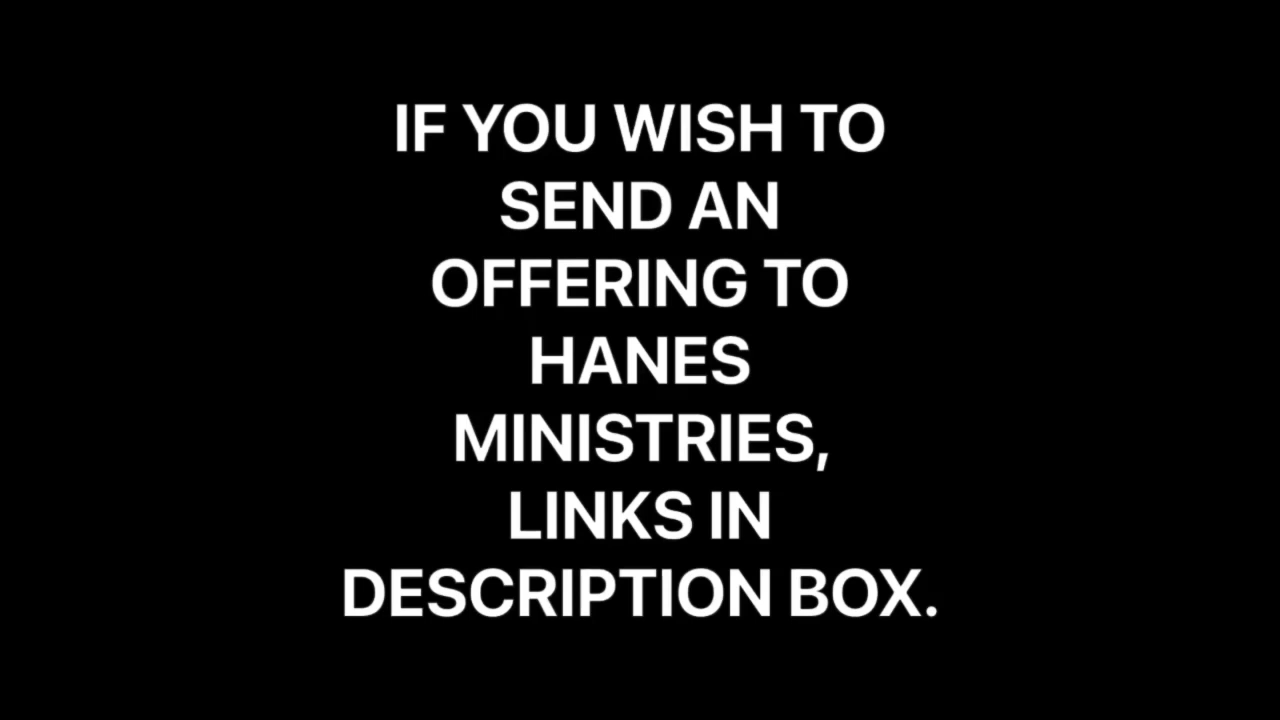 IF YOU WISH TO
SEND AN
OFFERING TO
HANES
MINISTRIES,
LINKS IN
DESCRIPTION BOX.